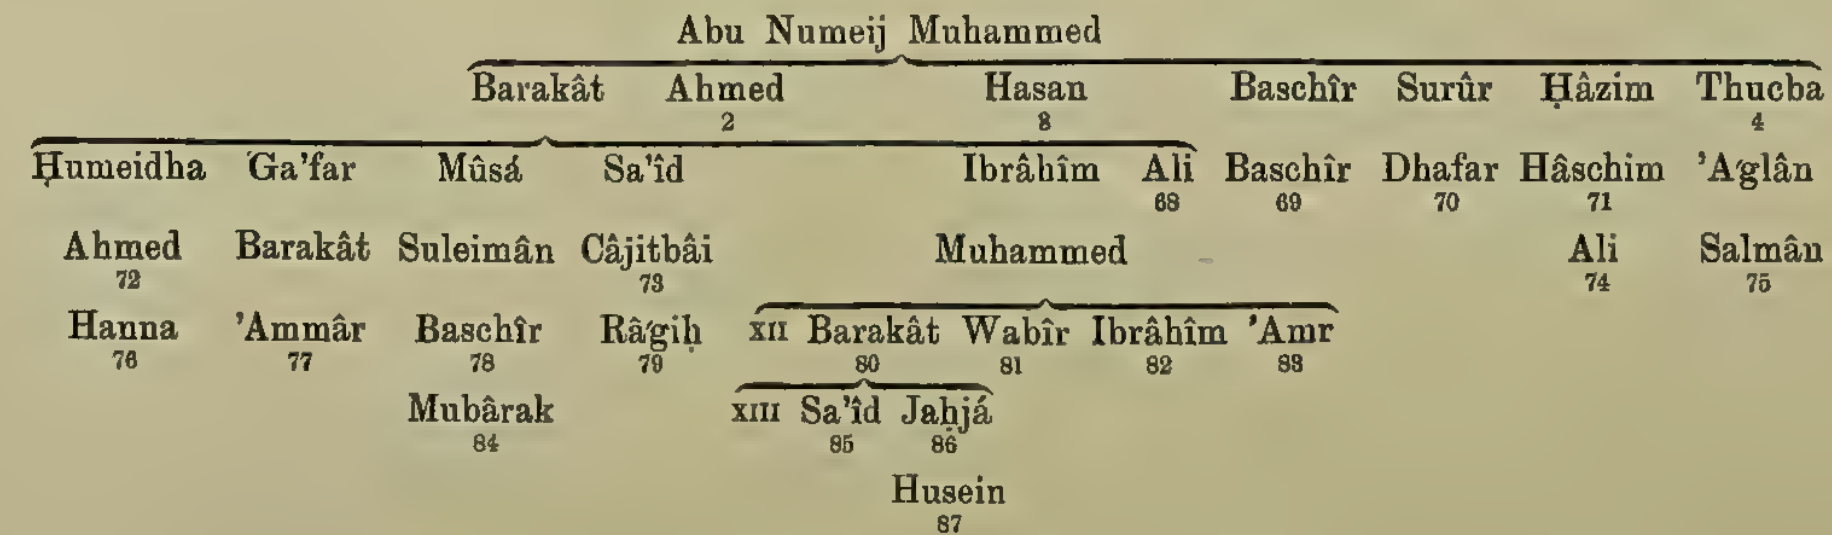 Abu Numeij Muhammed
Barakât Ahmed Hasan Baschîr Surûr Ḥâzim Thucba
2 8 4
Ḥumeidha Ǵa'far Mûsá Sa'îd Ibrâhîm Ali Baschîr Dhafar Hâschim 'Aǵlân
68 69 70 71
Ahmed Barakât Suleimân Câjitbâi Muhammed Ali Salmân
72 73 74 75
Hanna 'Ammâr Baschîr Râǵiḥ XII Barakât Wabîr Ibrâhîm 'Amr
76 77 78 79 80 81 82 83
Mubârak XIII Sa'îd Jaḥjá
84 85 86
Husein
87